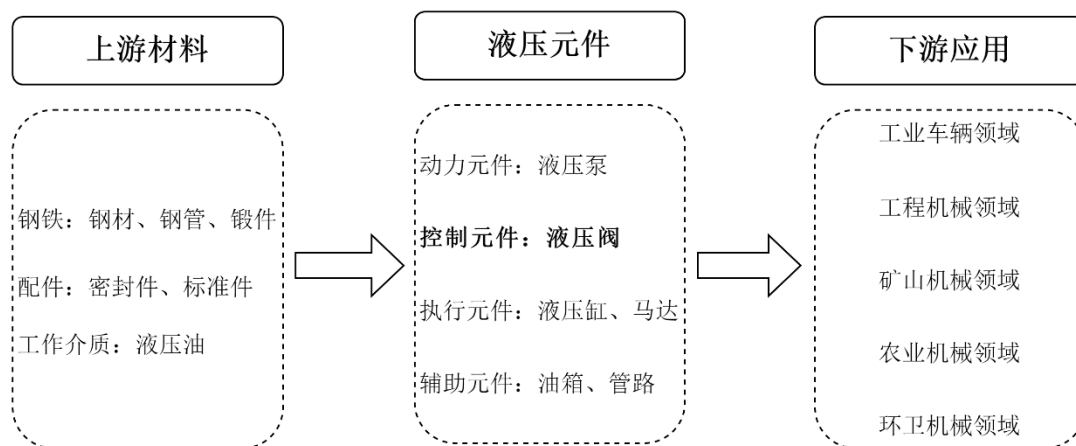 上游材料
钢铁：钢材、钢管、锻件
配件：密封件、标准件
工作介质：液压油
液压元件
动力元件：液压泵
控制元件：液压阀
执行元件：液压缸、马达
辅助元件：油箱、管路
下游应用
工业车辆领域
工程机械领域
矿山机械领域
农业机械领域
环卫机械领域